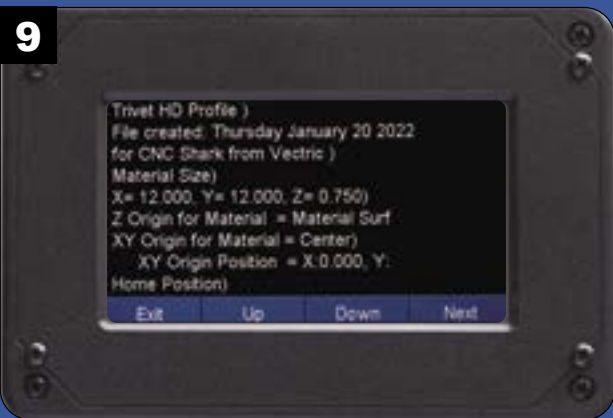 9
Trivet HD Profile )
File created: Thursday January 20 2022
for CNC Shark from Vectric )
Material Size)
X= 12.000, Y= 12.000, Z= 0.750)
Z Origin for Material = Material Surf
XY Origin for Material = Center)
XY Origin Position = X:0.000, Y:
Home Position)
Exit Up Down Next